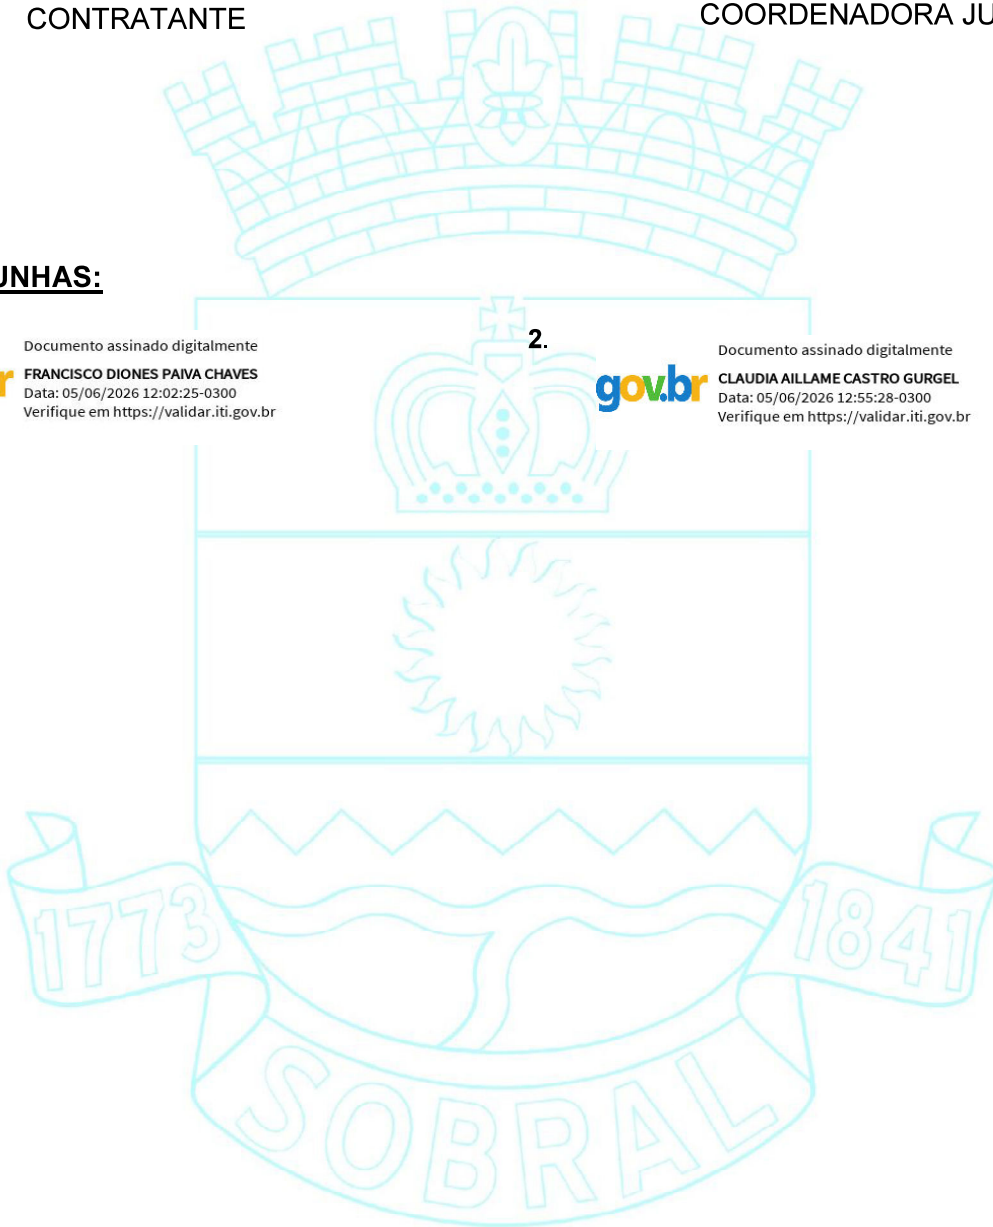 CONTRATANTE
COORDENADORA JU
UNHAS:
Documento assinado digitalmente
FRANCISCO DIONES PAIVA CHAVES
Data: 05/06/2026 12:02:25-0300
Verifique em https://validar.iti.gov.br
2.
gov.br
Documento assinado digitalmente
CLAUDIA AILLAME CASTRO GURGEL
Data: 05/06/2026 12:55:28-0300
Verifique em https://validar.iti.gov.br
1773
1841
SOBRAL